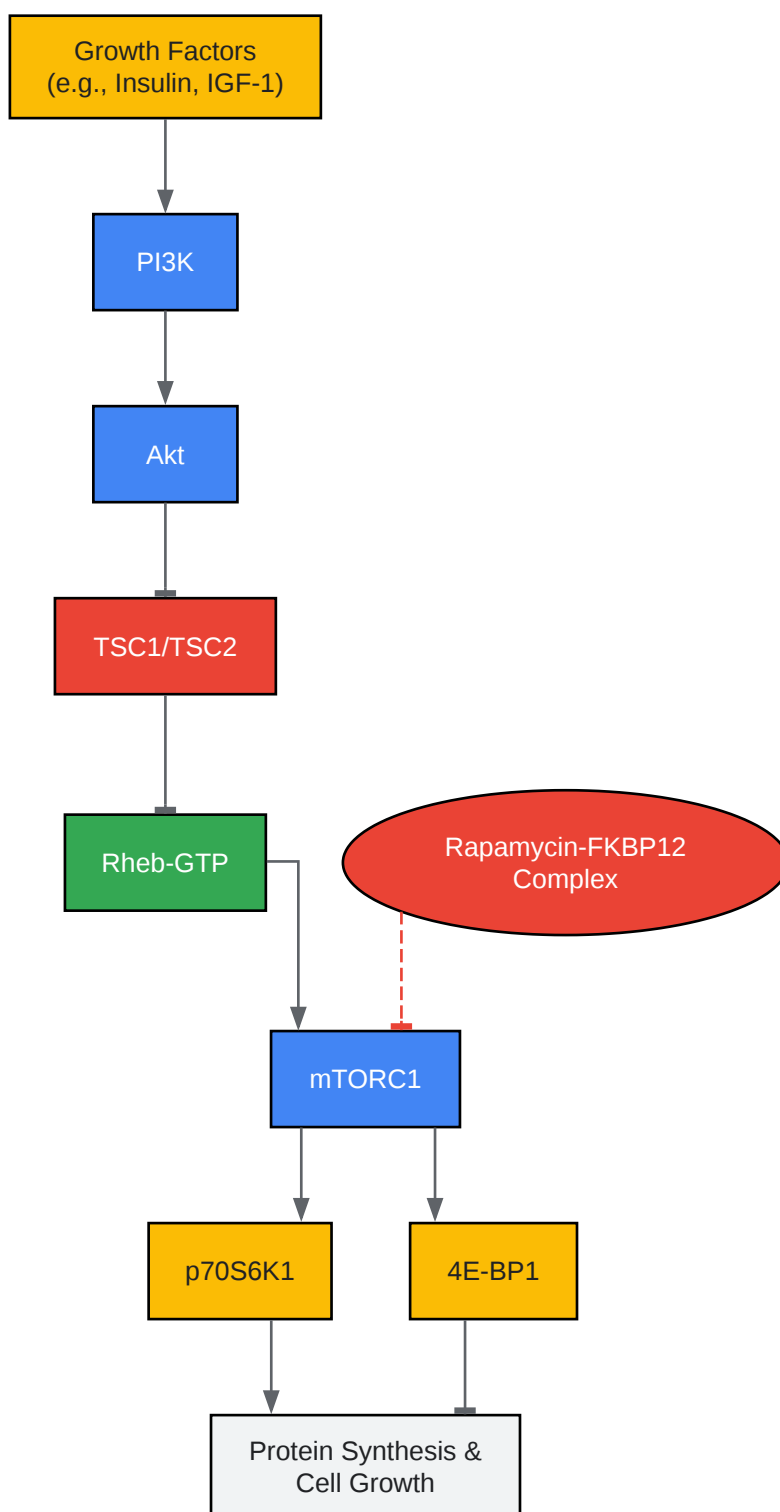 Growth Factors
(e.g., Insulin, IGF-1)
PI3K
Akt
TSC1/TSC2
Rheb-GTP
Rapamycin-FKBP12
Complex
mTORC1
p70S6K1
4E-BP1
Protein Synthesis &
Cell Growth